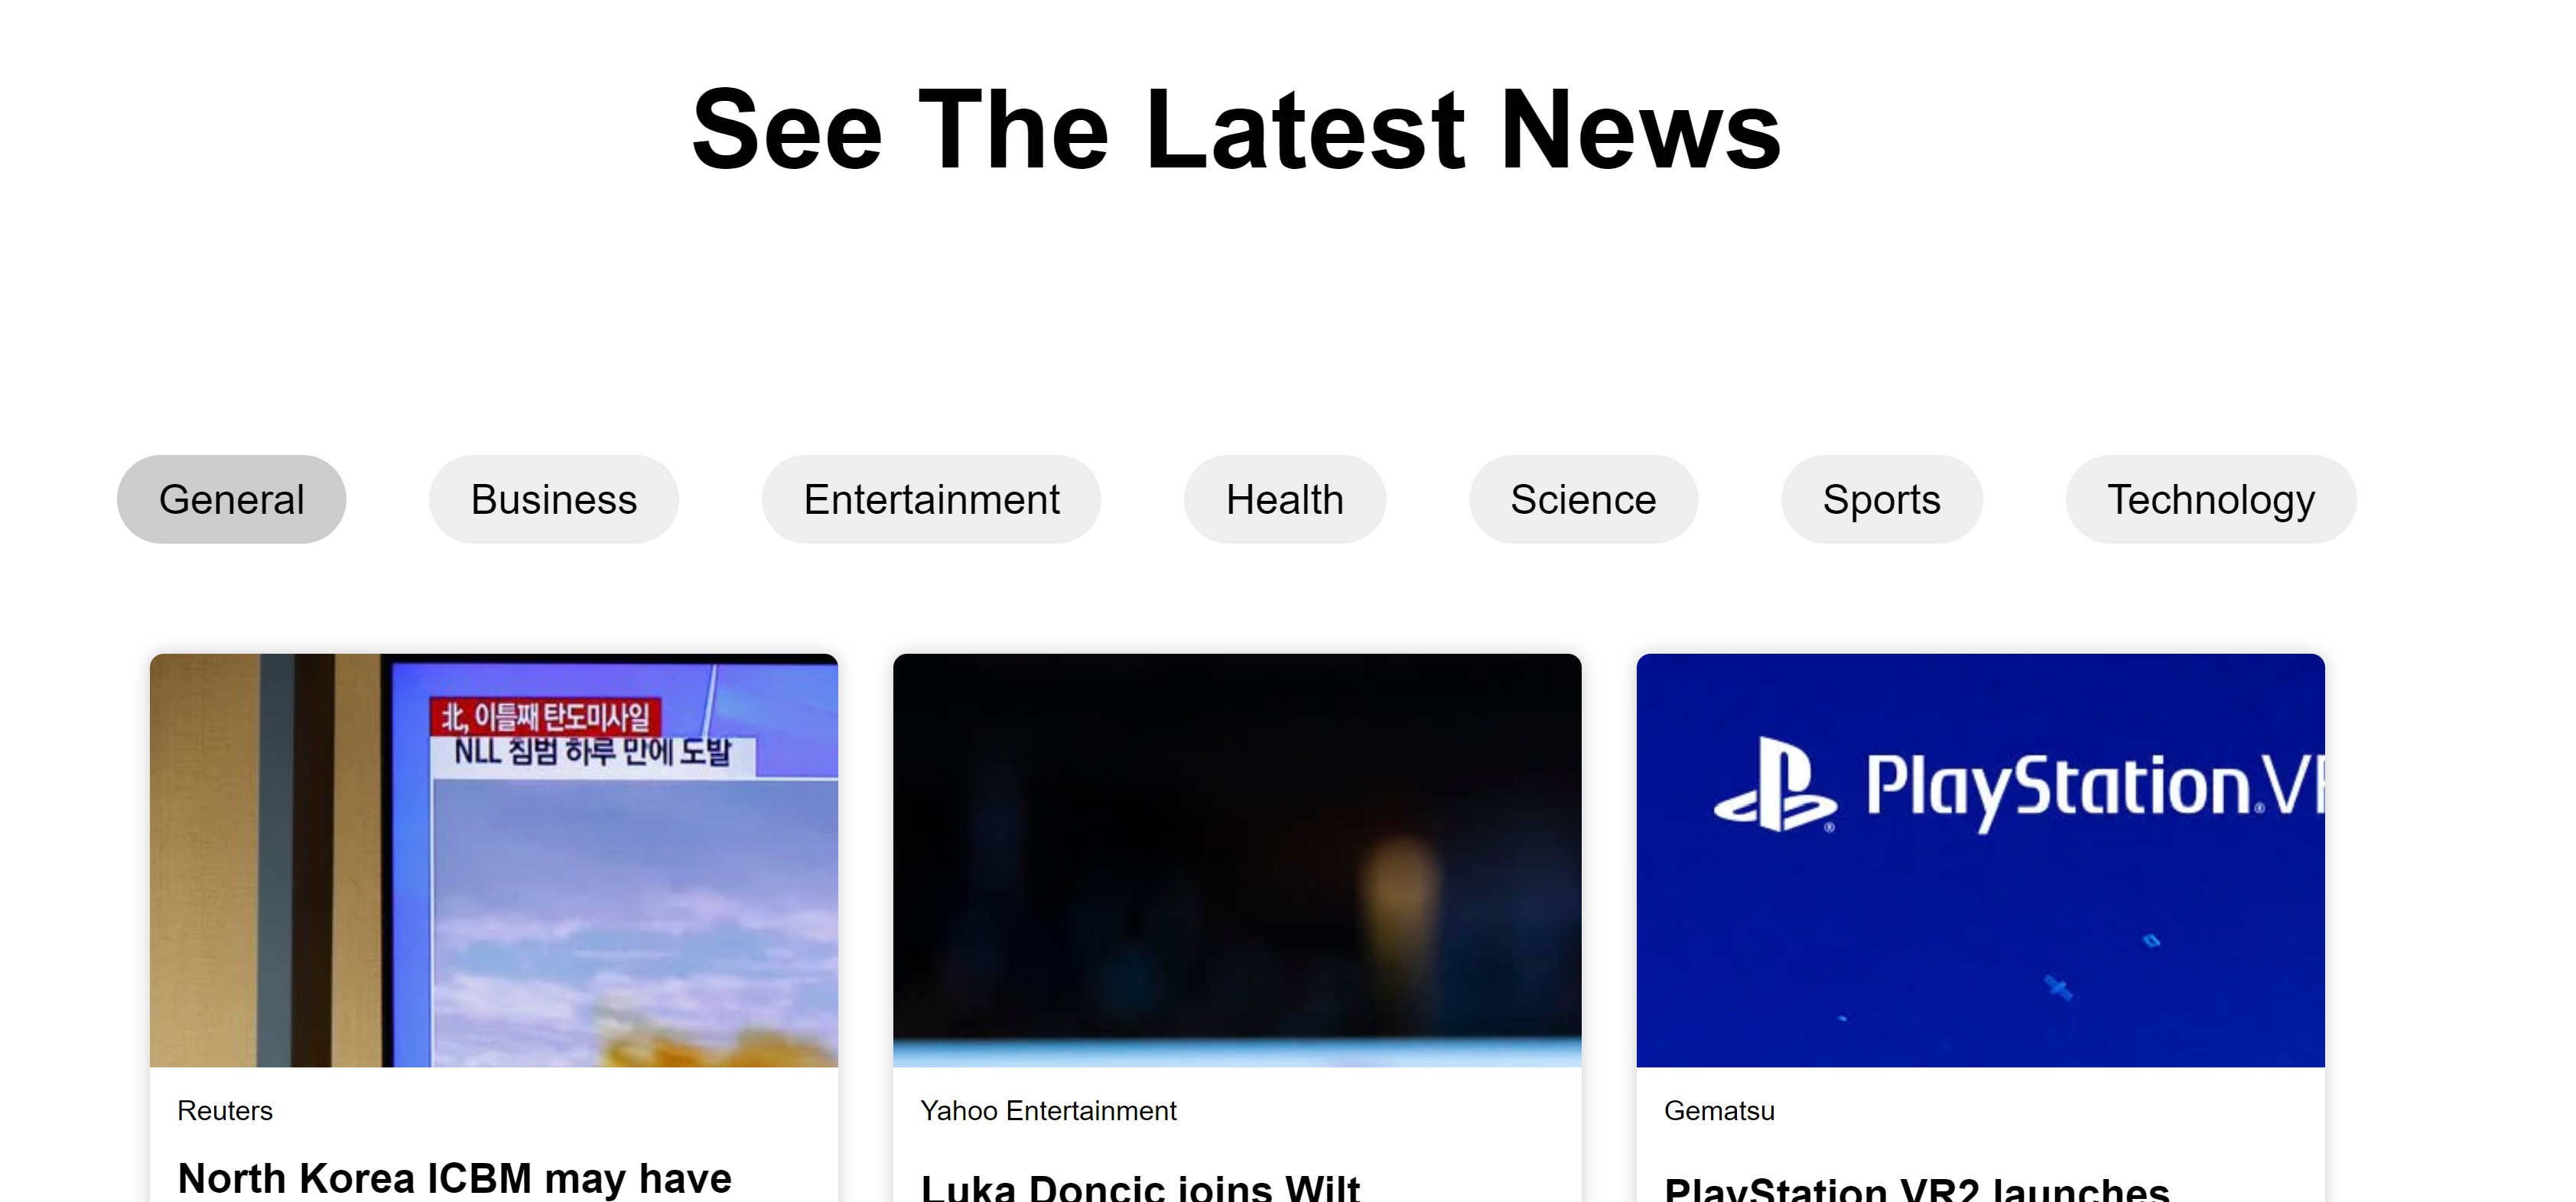 See The Latest News
General Business Entertainment Health Science Sports Technology
北, 이틀째 탄도미사일
NLL 침범 하루 만에 도발
PlayStation®VR
Reuters
Yahoo Entertainment
Gematsu
North Korea ICBM may have
Luka Doncic joins Wilt
PlayStation VR2 launches